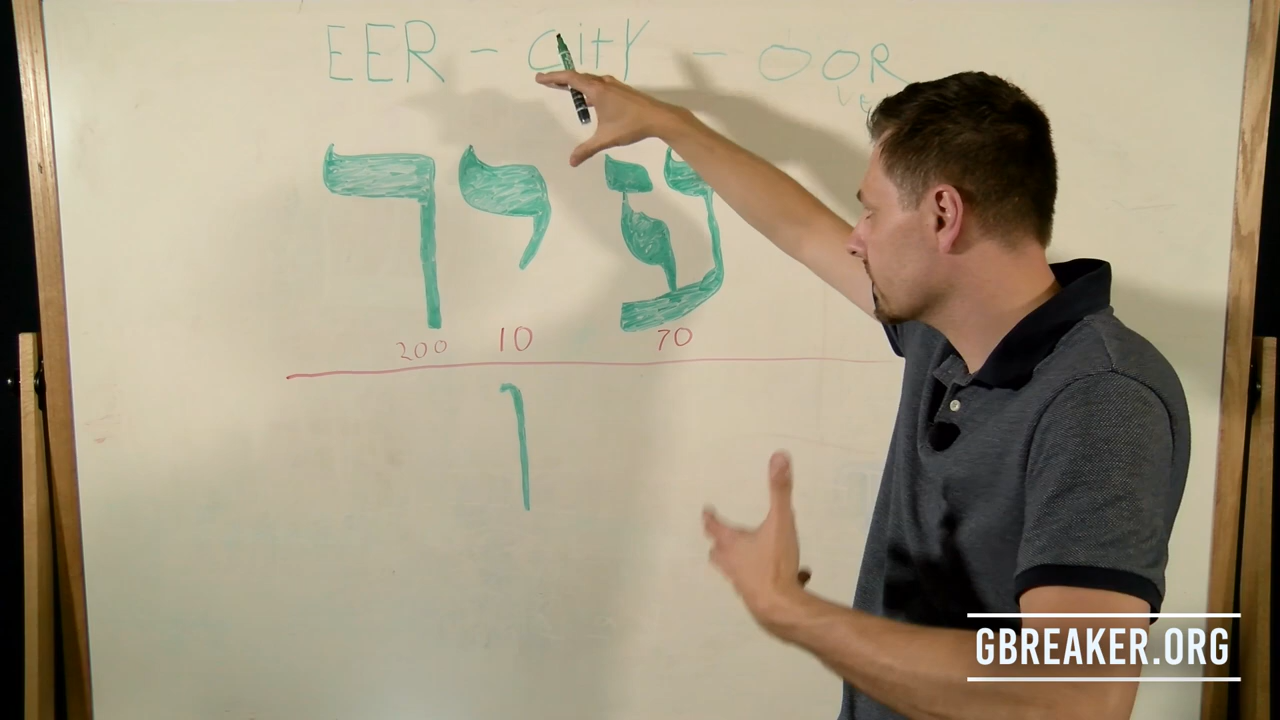 EER - CitY - OOR
עיר
200 10 70
ו
GBREAKER.ORG